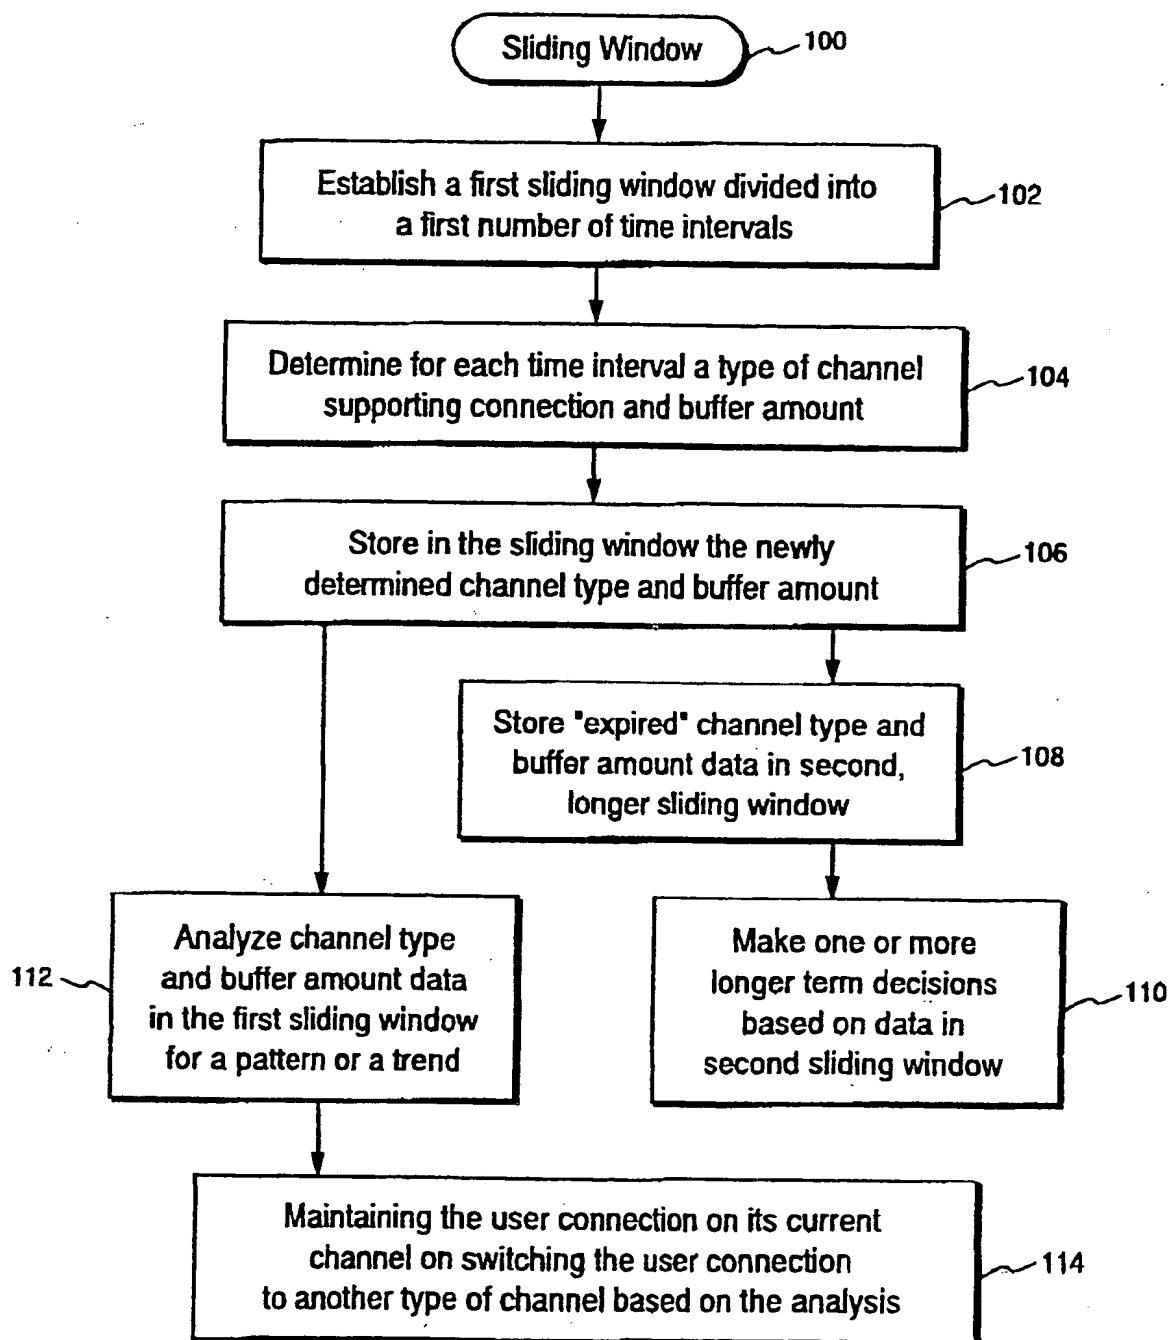 Sliding Window
100
Establish a first sliding window divided into
a first number of time intervals
102
Determine for each time interval a type of channel
supporting connection and buffer amount
104
Store in the sliding window the newly
determined channel type and buffer amount
106
Store "expired" channel type and
buffer amount data in second,
longer sliding window
108
Analyze channel type
and buffer amount data
in the first sliding window
for a pattern or a trend
112
Make one or more
longer term decisions
based on data in
second sliding window
110
Maintaining the user connection on its current
channel on switching the user connection
to another type of channel based on the analysis
114